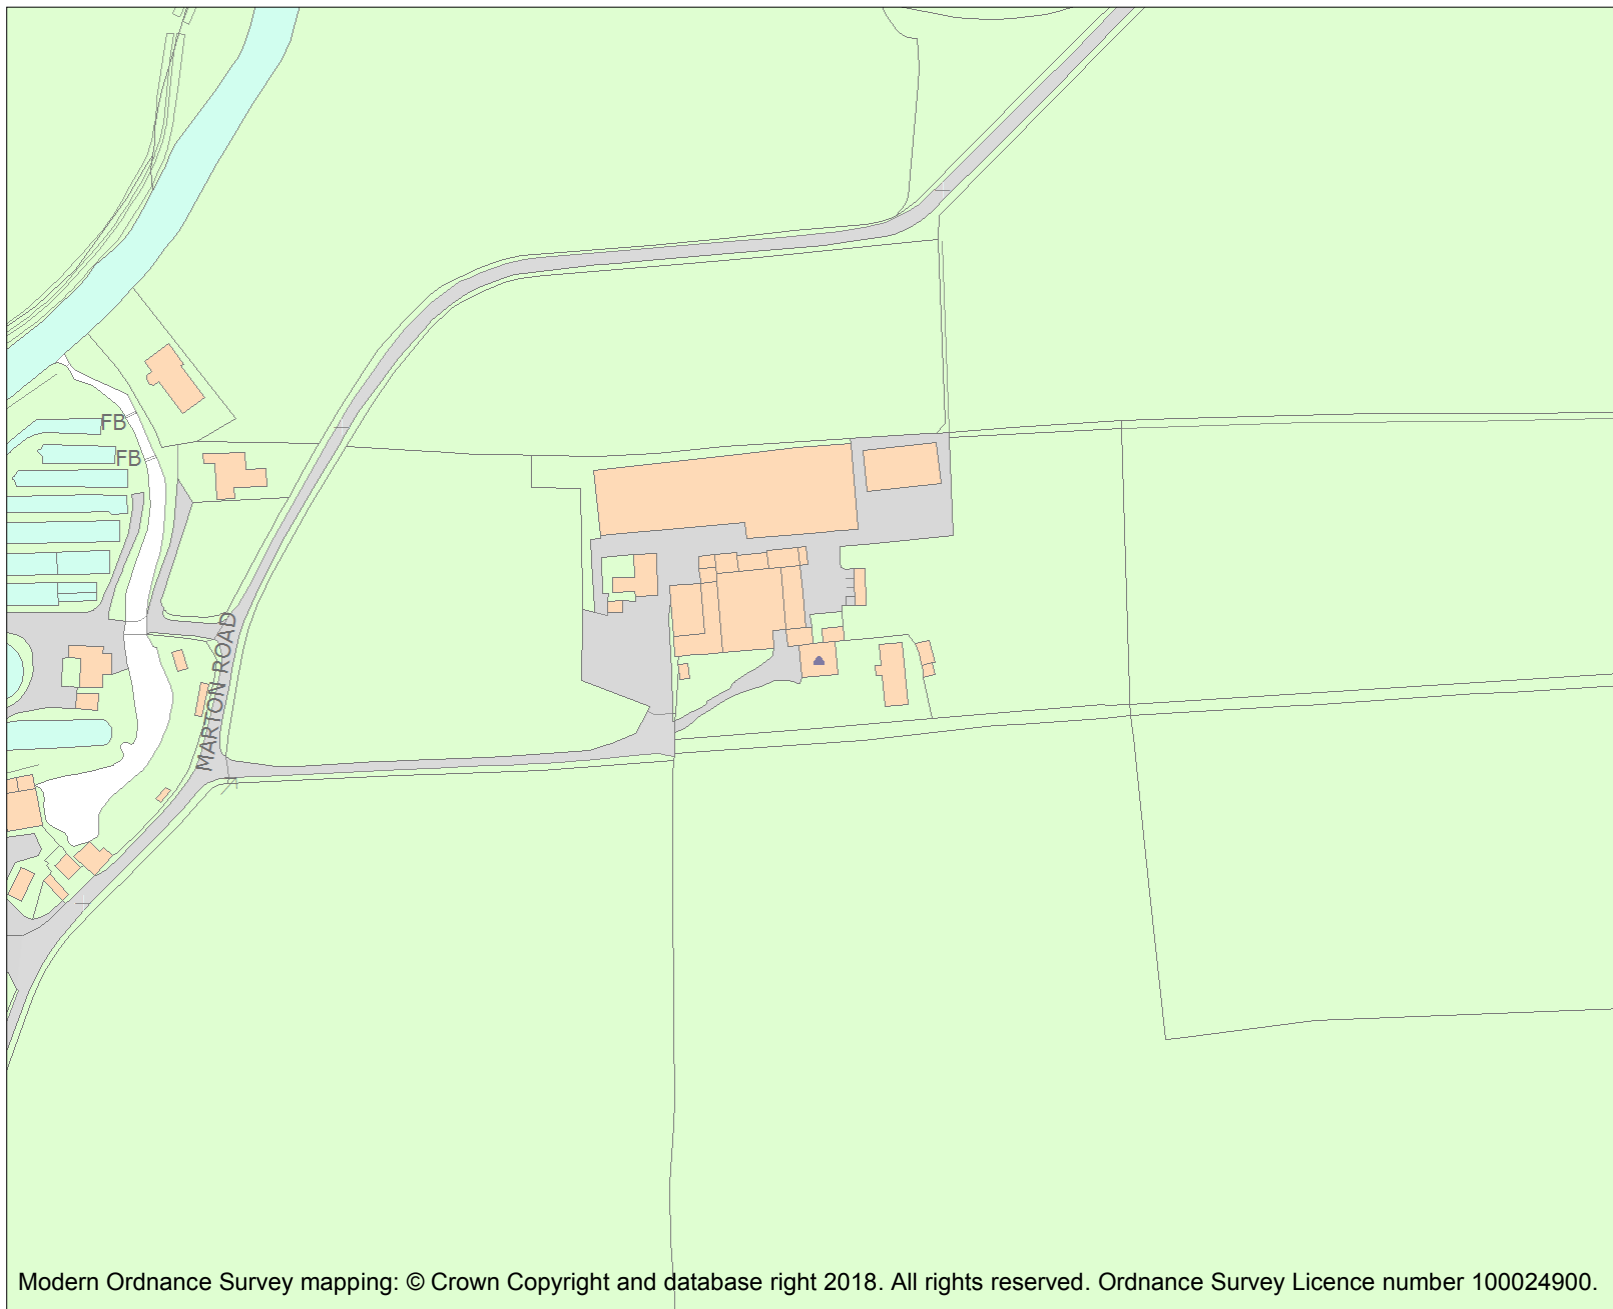 FB
FB
MARTON ROAD
Modern Ordnance Survey mapping: © Crown Copyright and database right 2018. All rights reserved. Ordnance Survey Licence number 100024900.